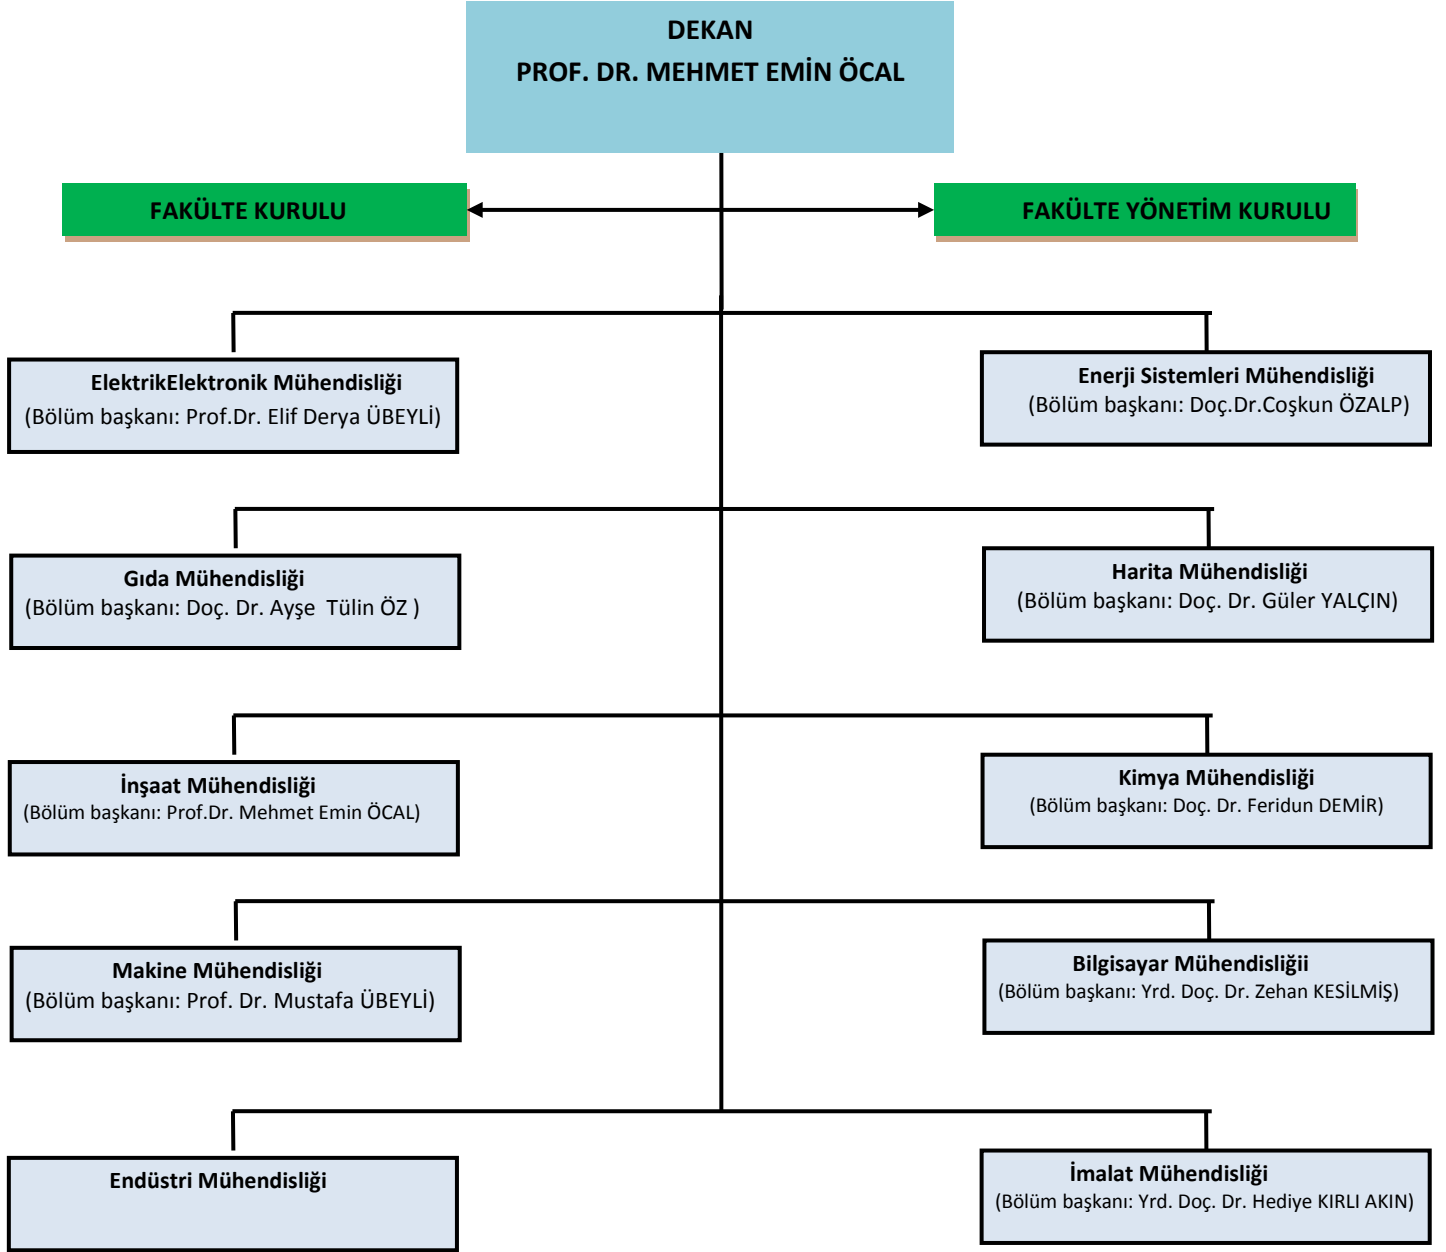 DEKAN
PROF. DR. MEHMET EMİN ÖCAL
FAKÜLTE KURULU
FAKÜLTE YÖNETİM KURULU
ElektrikElektronik Mühendisliği
(Bölüm başkanı: Prof.Dr. Elif Derya ÜBEYLİ)
Enerji Sistemleri Mühendisliği
(Bölüm başkanı: Doç.Dr.Coşkun ÖZALP)
Gıda Mühendisliği
(Bölüm başkanı: Doç. Dr. Ayşe  Tülin ÖZ )
Harita Mühendisliği
(Bölüm başkanı: Doç. Dr. Güler YALÇIN)
İnşaat Mühendisliği
(Bölüm başkanı: Prof.Dr. Mehmet Emin ÖCAL)
Kimya Mühendisliği
(Bölüm başkanı: Doç. Dr. Feridun DEMİR)
Makine Mühendisliği
(Bölüm başkanı: Prof. Dr. Mustafa ÜBEYLİ)
Bilgisayar Mühendisliğii
(Bölüm başkanı: Yrd. Doç. Dr. Zehan KESİLMİŞ)
Endüstri Mühendisliği
İmalat Mühendisliği
(Bölüm başkanı: Yrd. Doç. Dr. Hediye KIRLI AKIN)